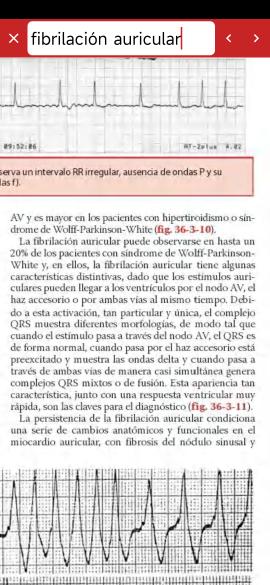 fibrilación auricular
09:52:06 AT-2plus 4.02
serva un intervalo RR irregular, ausencia de ondas P y su
las f).
AV y es mayor en los pacientes con hipertiroidismo o sín-
drome de Wolff-Parkinson-White (fig. 36-3-10).
La fibrilación auricular puede observarse en hasta un
20% de los pacientes con síndrome de Wolff-Parkinson-
White y, en ellos, la fibrilación auricular tiene algunas
características distintivas, dado que los estímulos auri-
culares pueden llegar a los ventrículos por el nodo AV, el
haz accesorio o por ambas vías al mismo tiempo. Debi-
do a esta activación, tan particular y única, el complejo
QRS muestra diferentes morfologías, de modo tal que
cuando el estímulo pasa a través del nodo AV, el QRS es
de forma normal, cuando pasa por el haz accesorio está
preexcitado y muestra las ondas delta y cuando pasa a
través de ambas vías de manera casi simultánea genera
complejos QRS mixtos o de fusión. Esta apariencia tan
característica, junto con una respuesta ventricular muy
rápida, son las claves para el diagnóstico (fig. 36-3-11).
La persistencia de la fibrilación auricular condiciona
una serie de cambios anatómicos y funcionales en el
miocardio auricular, con fibrosis del nódulo sinusal y